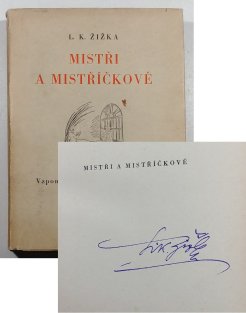 L. K. ŽIŽKA
MISTŘI
A MISTŘÍČKOVÉ
MISTŘI A MISTŘÍČKOVÉ